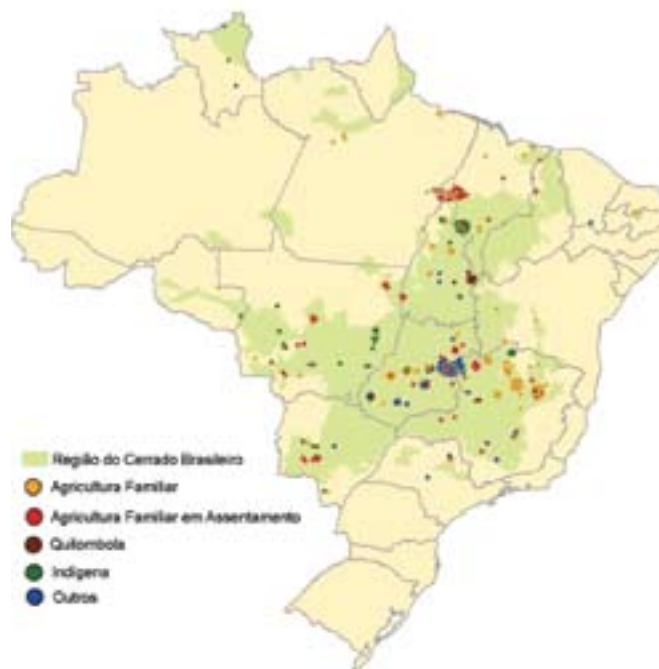 Região do Cerrado Brasileiro
Agricultura Familiar
Agricultura Familiar em Assentamento
Quilombola
Indígena
Outros